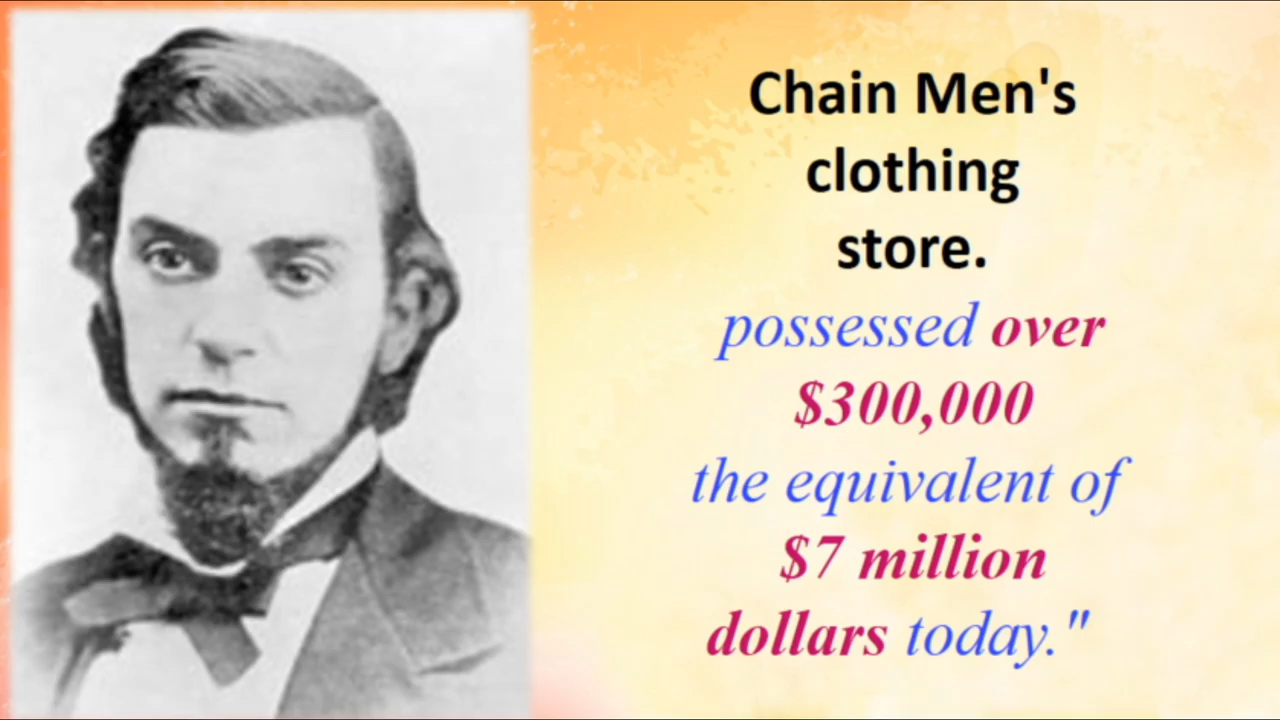 Chain Men's
clothing
store.
possessed over
$300,000
the equivalent of
$7 million
dollars today."